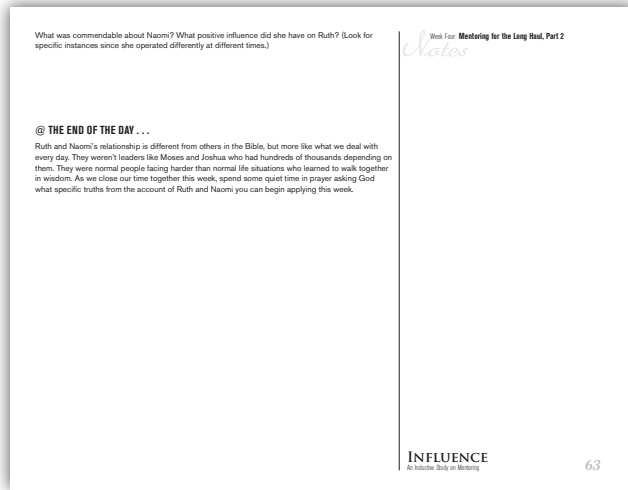 What was commendable about Naomi? What positive influence did she have on Ruth? (Look for
specific instances since she operated differently at different times.)
@ THE END OF THE DAY . . .
Ruth and Naomi's relationship is different from others in the Bible, but more like what we deal with
every day. They weren't leaders like Moses and Joshua who had hundreds of thousands depending on
them. They were normal people facing harder than normal life situations who learned to walk together
in wisdom. As we close our time together this week, spend some quiet time in prayer asking God
what specific truths from the account of Ruth and Naomi you can begin applying this week.
Week Four: Mentoring for the Long Haul, Part 2
Notes
INFLUENCE
An Inductive Study on Mentoring
63